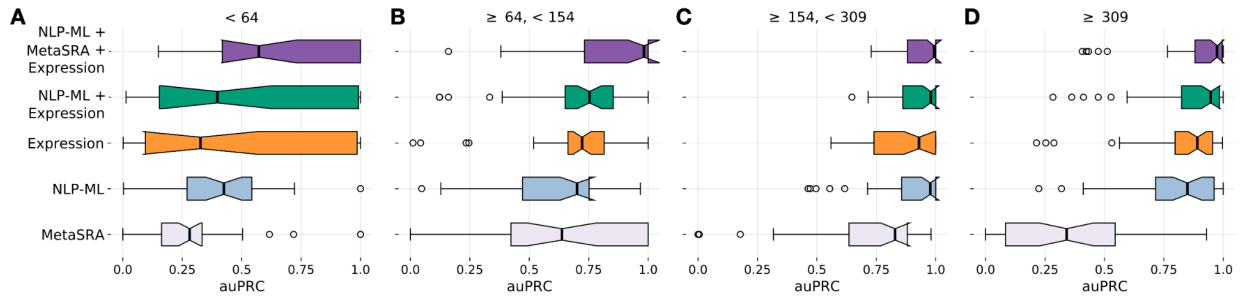 A < 64 B ≥ 64, < 154 C ≥ 154, < 309 D ≥ 309
NLP-ML +
MetaSRA +
Expression
NLP-ML +
Expression
Expression
NLP-ML
MetaSRA
0.0 0.25 0.5 0.75 1.0 0.0 0.25 0.5 0.75 1.0 0.0 0.25 0.5 0.75 1.0 0.0 0.25 0.5 0.75 1.0
auPRC auPRC auPRC auPRC